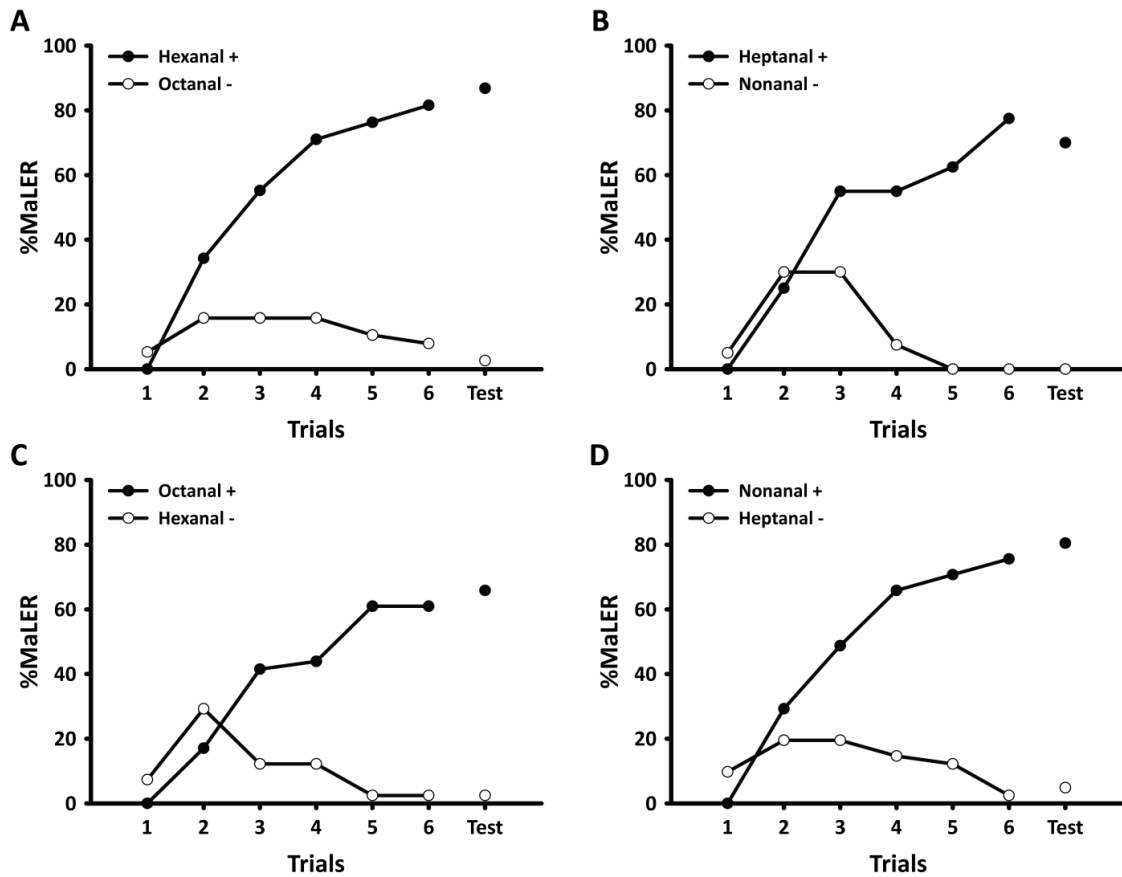 A
Hexanal +
Octanal -
100
80
60
40
20
0
%MaLER
1 2 3 4 5 6 Test
Trials
B
Heptanal +
Nonanal -
100
80
60
40
20
0
%MaLER
1 2 3 4 5 6 Test
Trials
C
Octanal +
Hexanal -
100
80
60
40
20
0
%MaLER
1 2 3 4 5 6 Test
Trials
D
Nonanal +
Heptanal -
100
80
60
40
20
0
%MaLER
1 2 3 4 5 6 Test
Trials